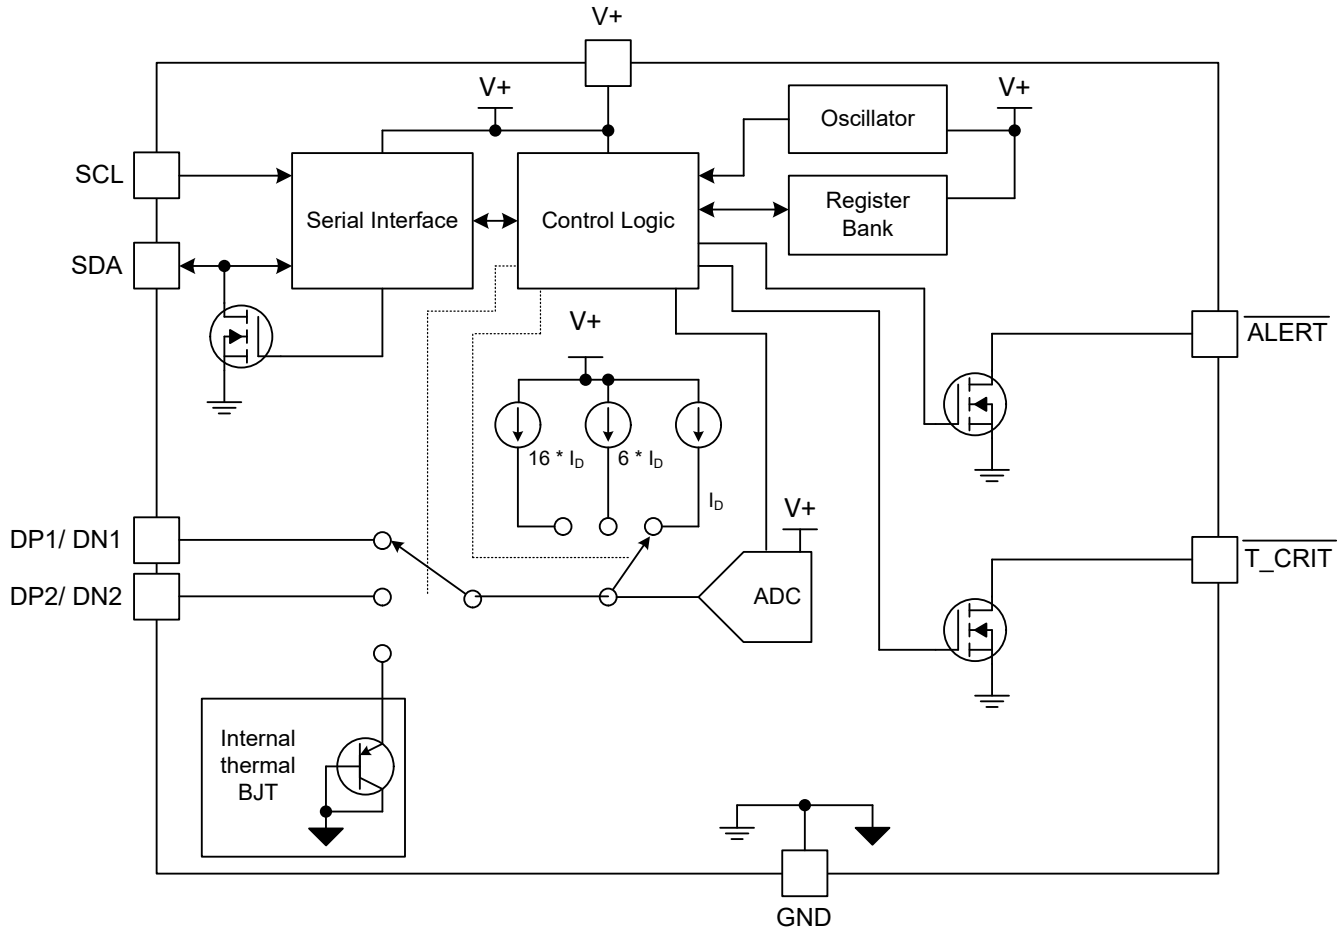 V+
V+
V+
Oscillator
SCL
Serial Interface
Control Logic
Register
Bank
SDA
V+
ALERT
16 * ID
6 * ID
ID
V+
DP1/ DN1
T_CRIT
DP2/ DN2
ADC
Internal
thermal
BJT
GND